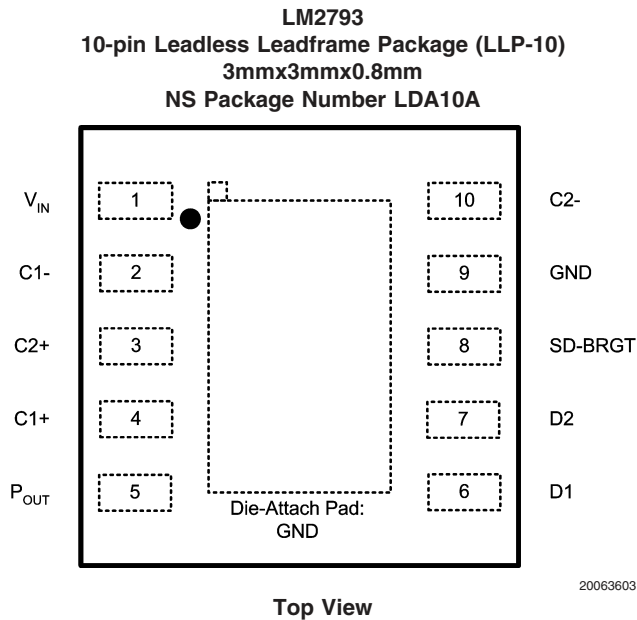 LM2793
10-pin Leadless Leadframe Package (LLP-10)
3mmx3mmx0.8mm
NS Package Number LDA10A
VIN 1 10 C2-
C1- 2 9 GND
C2+ 3 8 SD-BRGT
C1+ 4 7 D2
POUT 5 6 D1
Die-Attach Pad:
GND
20063603
Top View